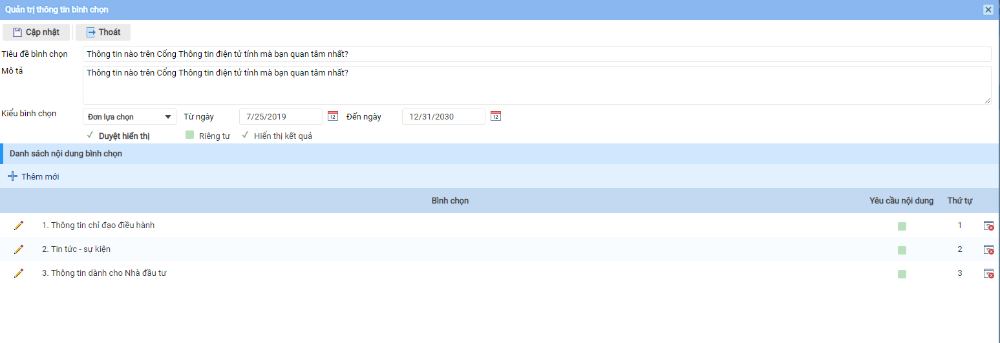 Quản trị thông tin bình chọn
Cập nhật Thoát
Tiêu đề bình chọn Thông tin nào trên Cổng Thông tin điện tử tỉnh mà bạn quan tâm nhất?
Mô tả Thông tin nào trên Cổng Thông tin điện tử tỉnh mà bạn quan tâm nhất?
Kiểu bình chọn Đơn lựa chọn Từ ngày 7/25/2019 12 Đến ngày 12/31/2030 12
Duyệt hiển thị Riêng tư Hiển thị kết quả
Danh sách nội dung bình chọn
Thêm mới
Bình chọn Yêu cầu nội dung Thứ tự
1. Thông tin chỉ đạo điều hành 1
2. Tin tức - sự kiện 2
3. Thông tin dành cho Nhà đầu tư 3